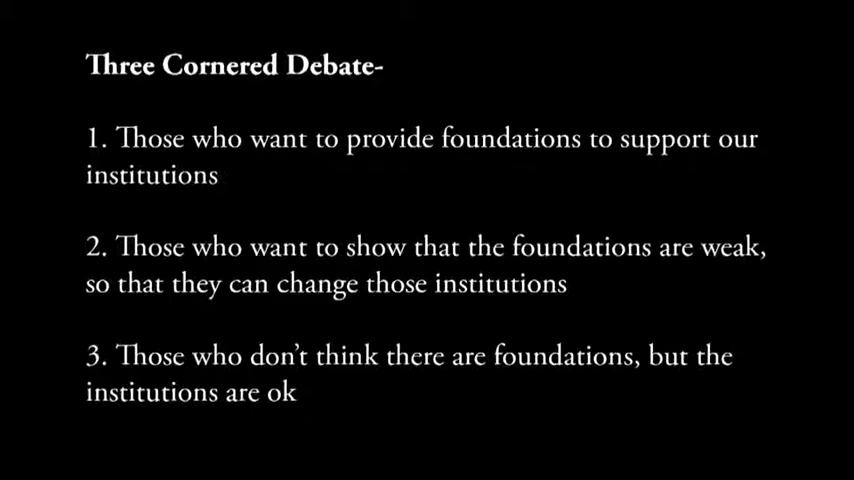 Three Cornered Debate-
1. Those who want to provide foundations to support our
institutions
2. Those who want to show that the foundations are weak,
so that they can change those institutions
3. Those who don’t think there are foundations, but the
institutions are ok